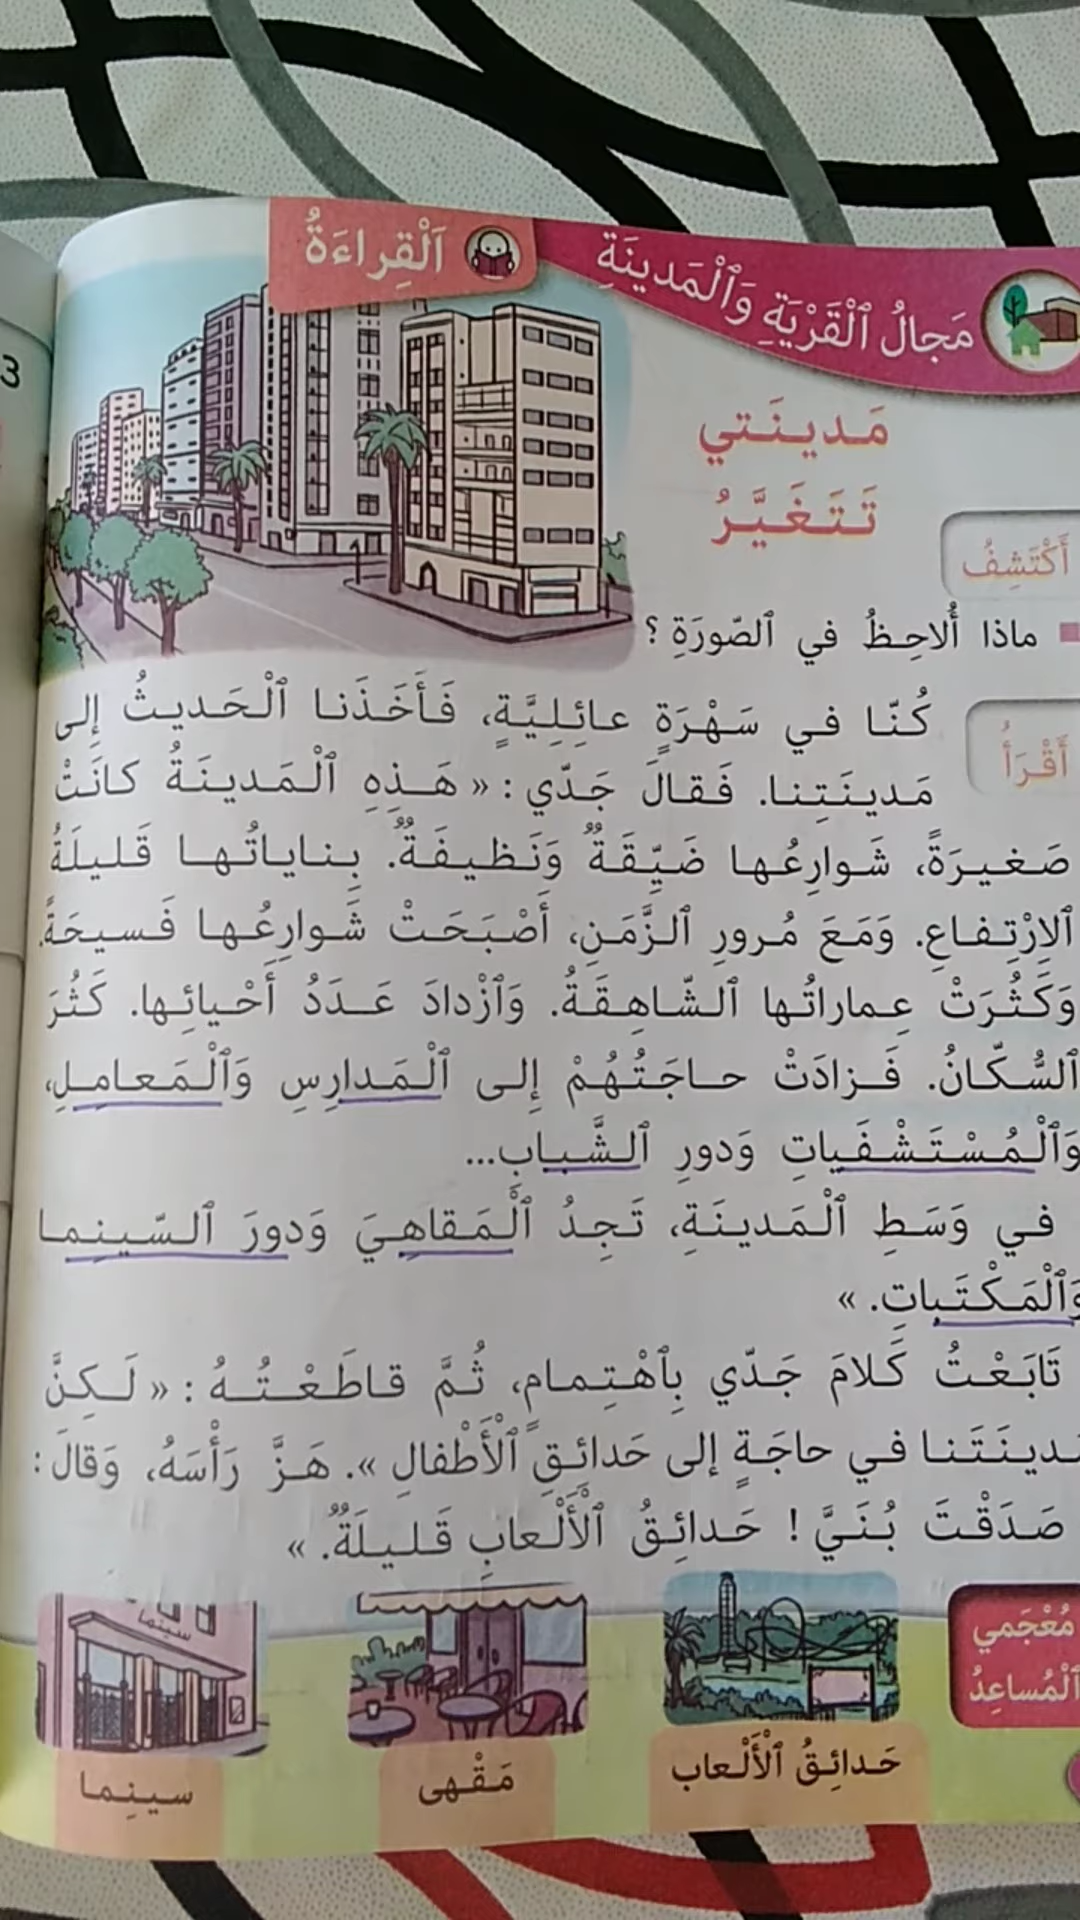 مَجالُ ٱلْقَرْيَةِ وَٱلْمَدينَةِ
اَلْقِراءَةُ
3
مَدينَتي
تَتَغَيَّرُ
أَكْتَشِفُ
ماذا أُلاحِظُ في ٱلصّورَةِ ؟
أَقْرَأُ
كُنّا في سَهْرَةٍ عائِلِيَّةٍ، فَأَخَذَنا ٱلْحَديثُ إِلى
مَدينَتِنا. فَقالَ جَدّي : « هَذِهِ ٱلْمَدينَةُ كانَتْ
صَغيرَةً، شَوارِعُها ضَيِّقَةٌ وَنَظيفَةٌ. بِناياتُها قَليلَةُ
ٱلاِرْتِفاعِ. وَمَعَ مُرورِ ٱلزَّمَنِ، أَصْبَحَتْ شَوارِعُها فَسيحَةً.
وَكَثُرَتْ عِماراتُها ٱلشّاهِقَةُ. وَٱزْدادَ عَدَدُ أَحْيائِها. كَثُرَ
ٱلسُّكّانُ. فَزادَتْ حاجَتُهُمْ إِلى ٱلْمَدارِسِ وَٱلْمَعامِلِ،
وَٱلْمُسْتَشْفَياتِ وَدورِ ٱلشَّبابِ...
في وَسَطِ ٱلْمَدينَةِ، تَجِدُ ٱلْمَقاهِيَ وَدورَ ٱلسّينِما
وَٱلْمَكْتَباتِ. »
تَابَعْتُ كَلامَ جَدّي بِٱهْتِمامٍ، ثُمَّ قاطَعْتُهُ : « لَكِنَّ
مَدينَتَنا في حاجَةٍ إلى حَدائِقِ ٱلْأَطْفالِ ». هَزَّ رَأْسَهُ، وَقالَ :
صَدَقْتَ بُنَيَّ ! حَدائِقُ ٱلْأَلْعابِ قَليلَةٌ. »
مُعْجَمي
ٱلْمُساعِدُ
سينما
حَدائِقُ ٱلْأَلْعاب
مَقْهى
سينِما